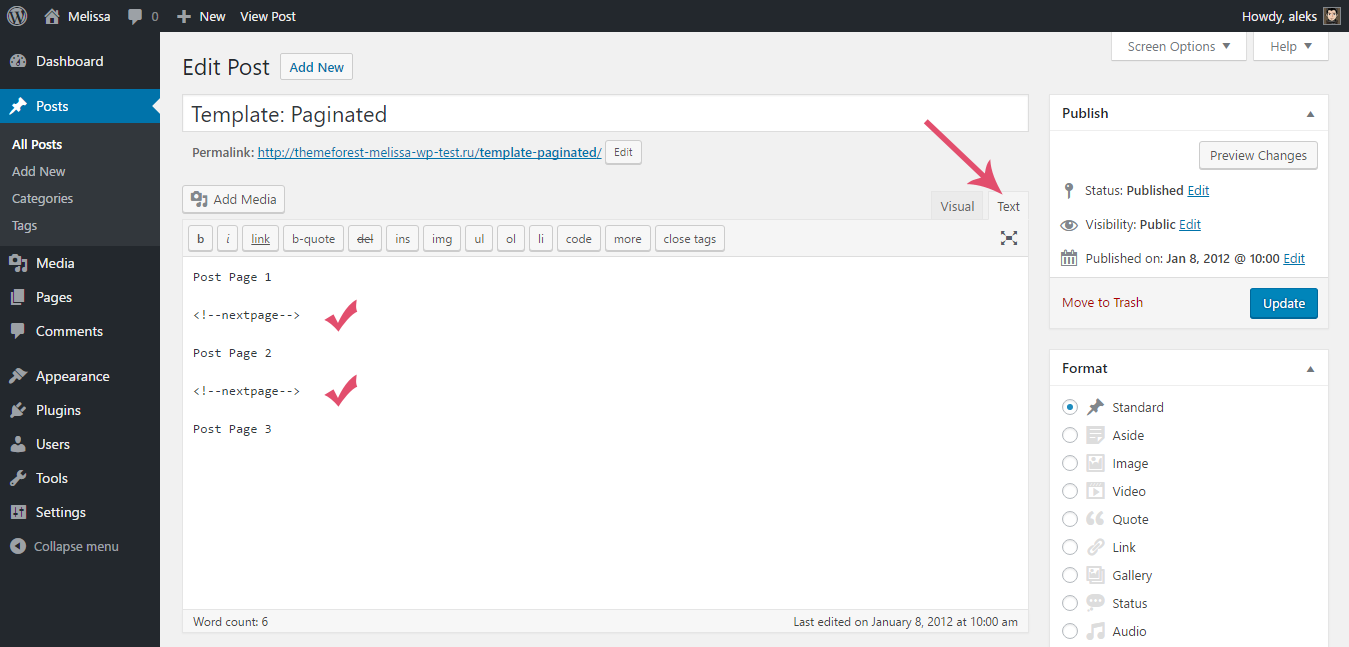 Melissa 0 New View Post Howdy, aleks
Screen Options Help
Dashboard
Posts
All Posts
Add New
Categories
Tags
Media
Pages
Comments
Appearance
Plugins
Users
Tools
Settings
Collapse menu
Edit Post Add New
Template: Paginated
Permalink: http://themeforest-melissa-wp-test.ru/template-paginated/ Edit
Add Media Visual Text
b i link b-quote del ins img ul ol li code more close tags
Post Page 1
<!--nextpage-->
Post Page 2
<!--nextpage-->
Post Page 3
Word count: 6 Last edited on January 8, 2012 at 10:00 am
Publish
Preview Changes
Status: Published Edit
Visibility: Public Edit
Published on: Jan 8, 2012 @ 10:00 Edit
Move to Trash Update
Format
Standard
Aside
Image
Video
Quote
Link
Gallery
Status
Audio